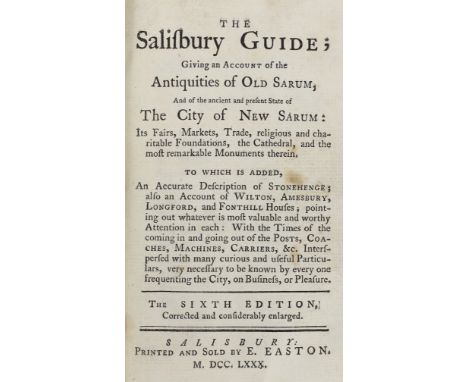 THE
Saliſbury GUIDE;
Giving an ACCOUNT of the
Antiquities of OLD SARUM,
And of the ancient and preſent State of
The City of NEW SARUM:
Its Fairs, Markets, Trade, religious and cha-
ritable Foundations, the Cathedral, and the
moſt remarkable Monuments therein.
TO WHICH IS ADDED,
An Accurate Deſcription of STONEHENGE;
alſo an Account of WILTON, AMESBURY,
LONGFORD, and FONTHILL Houſes; point-
ing out whatever is moſt valuable and worthy
Attention in each: With the Times of the
coming in and going out of the POSTS, COA-
CHES, MACHINES, CARRIERS, &c. Interſ-
perſed with many curious and uſeful Particu-
lars, very neceſſary to be known by every one
frequenting the City, on Buſineſs, or Pleaſure.
THE SIXTH EDITION,
Corrected and conſiderably enlarged.
SALISBURY:
PRINTED AND SOLD BY E. EASTON.
M. DCC. LXXX.